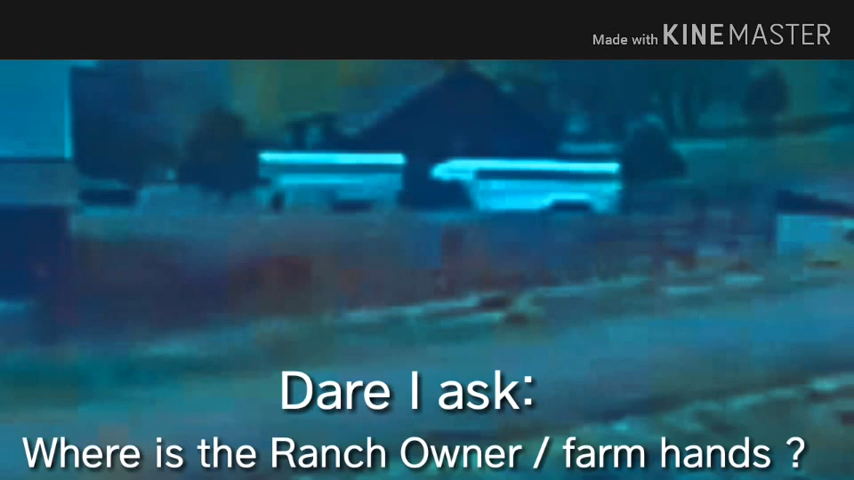 Made with KINEMASTER
Dare I ask:
Where is the Ranch Owner / farm hands ?